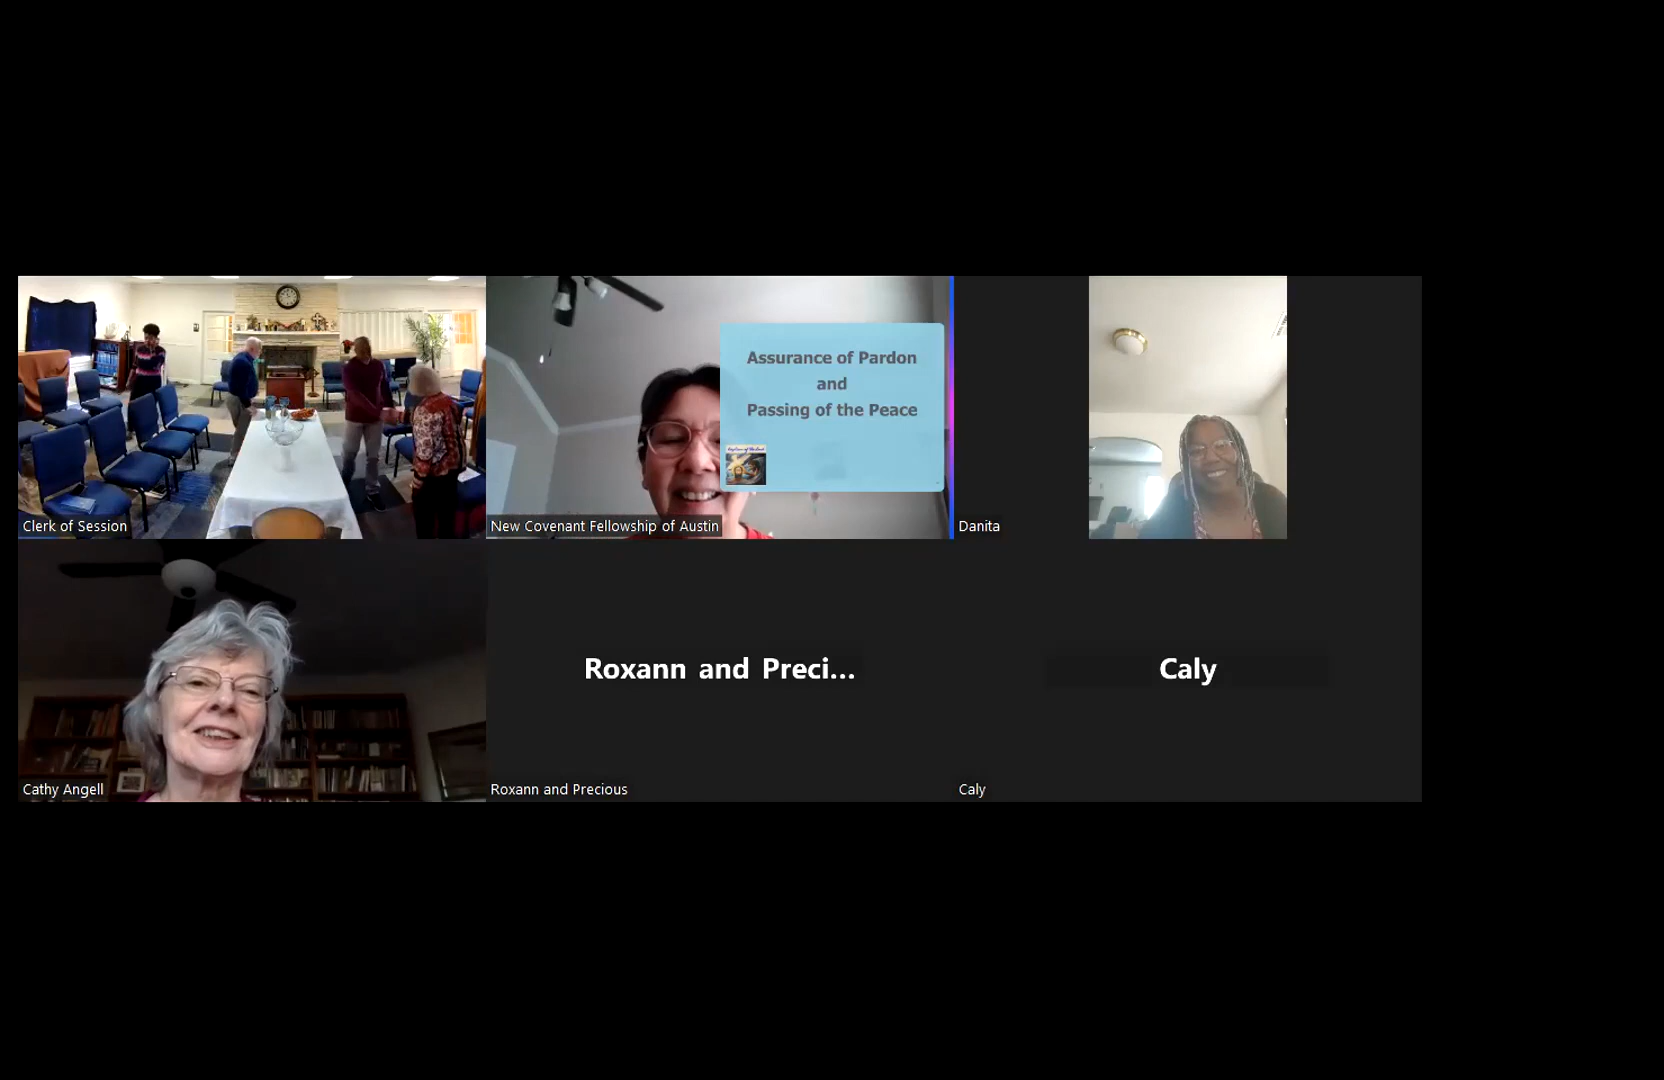 Assurance of Pardon
and
Passing of the Peace
Clerk of Session
New Covenant Fellowship of Austin
Danita
Roxann and Preci...
Caly
Cathy Angell
Roxann and Precious
Caly